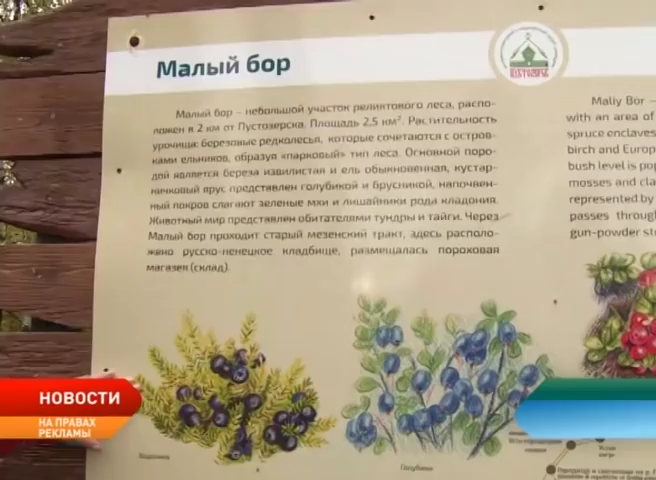 Малый бор
ПУСТОЗЕРСК
Малый бор – небольшой участок реликтового леса, распо-
ложен в 2 км от Пустозерска. Площадь 2,5 км². Растительность
урочища: березовые редколесья, которые сочетаются с остров-
ками ельников, образуя «парковый» тип леса. Основной поро-
дой является береза извилистая и ель обыкновенная, кустар-
ничковый ярус представлен голубикой и брусникой, напочвен-
ный покров слагают зеленые мхи и лишайники рода кладония.
Животный мир представлен обитателями тундры и тайги. Через
Малый бор проходит старый мезенский тракт, здесь располо-
жено русско-ненецкое кладбище, размещалась пороховая
магазея (склад).
Maliy Bor –
with an area of
spruce enclaves
birch and Europ
bush level is pop
mosses and cla
represented by
passes through
gun-powder sto
Водяника
Голубика
НОВОСТИ
НА ПРАВАХ
РЕКЛАМЫ